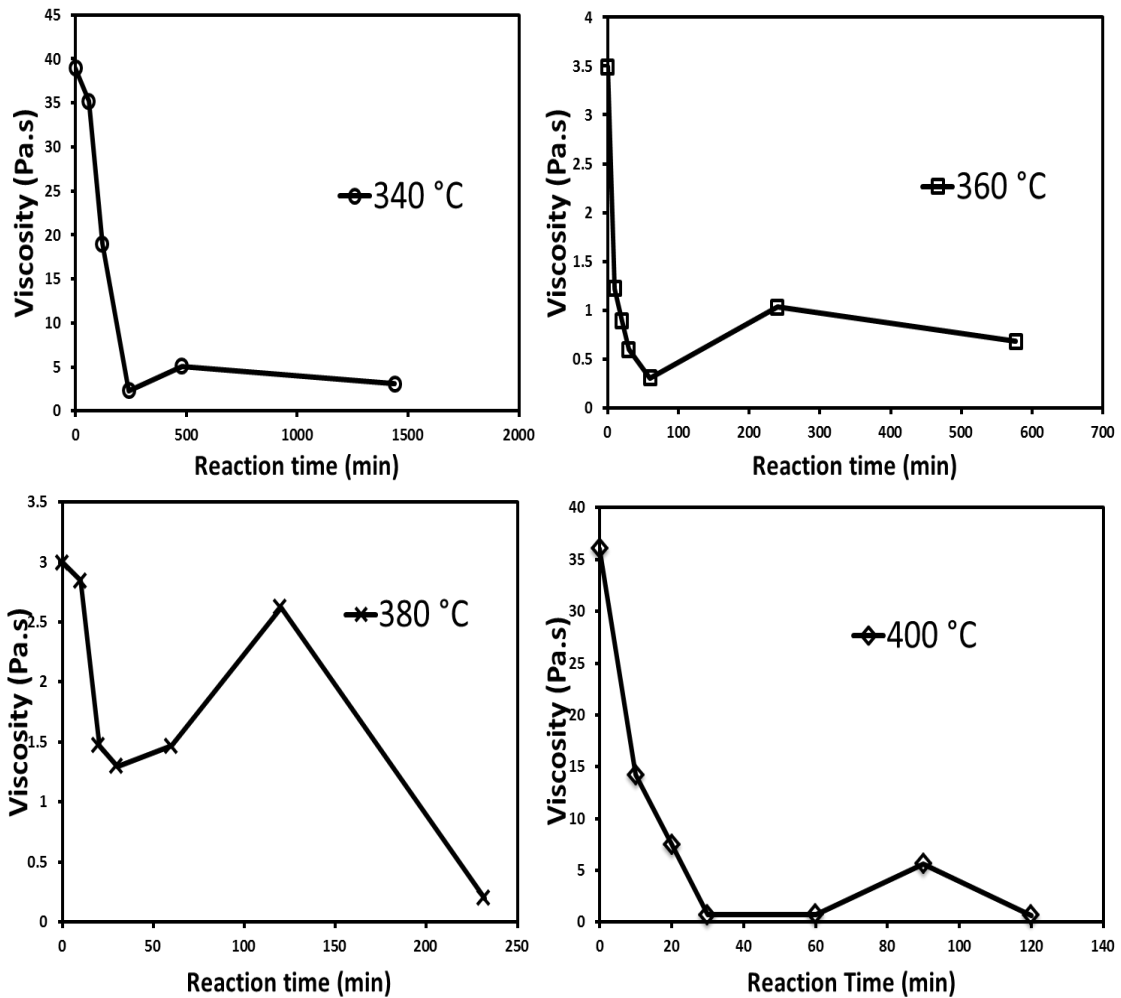 45
40
35
30
25
20
15
10
5
0
Viscosity (Pa.s)
340 °C
0 500 1000 1500 2000
Reaction time (min)
4
3.5
3
2.5
2
1.5
1
0.5
0
Viscosity (Pa.s)
360 °C
0 100 200 300 400 500 600 700
Reaction Time (min)
3.5
3
2.5
2
1.5
1
0.5
0
Viscosity (Pa.s)
380 °C
0 50 100 150 200 250
Reaction time (min)
40
35
30
25
20
15
10
5
0
Viscosity (Pa.s)
400 °C
0 20 40 60 80 100 120 140
Reaction Time (min)